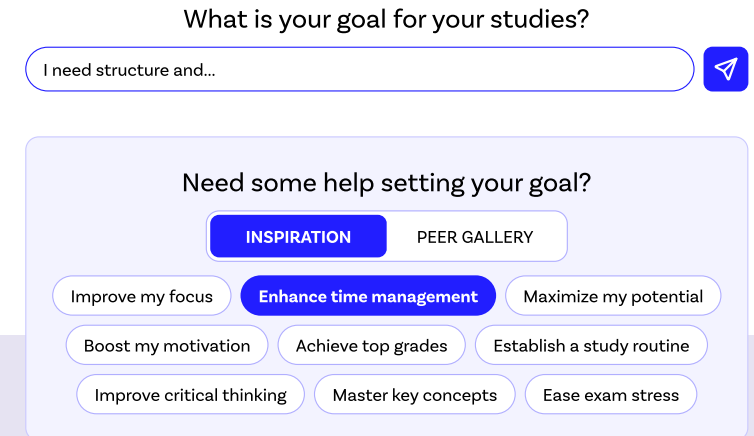 What is your goal for your studies?
I need structure and...
Need some help setting your goal?
INSPIRATION PEER GALLERY
Improve my focus Enhance time management Maximize my potential
Boost my motivation Achieve top grades Establish a study routine
Improve critical thinking Master key concepts Ease exam stress